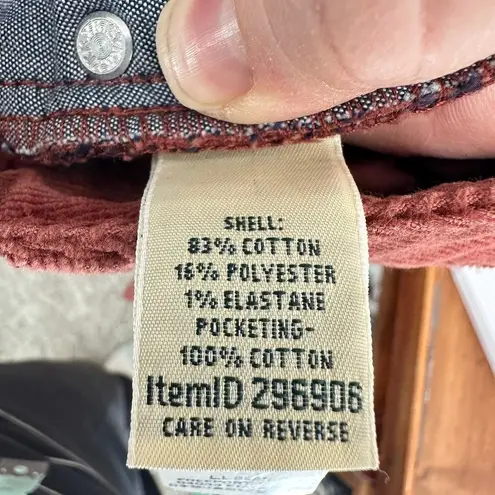 SHELL:
83% COTTON
16% POLYESTER
1% ELASTANE
POCKETING-
100% COTTON
ItemID 296906
CARE ON REVERSE